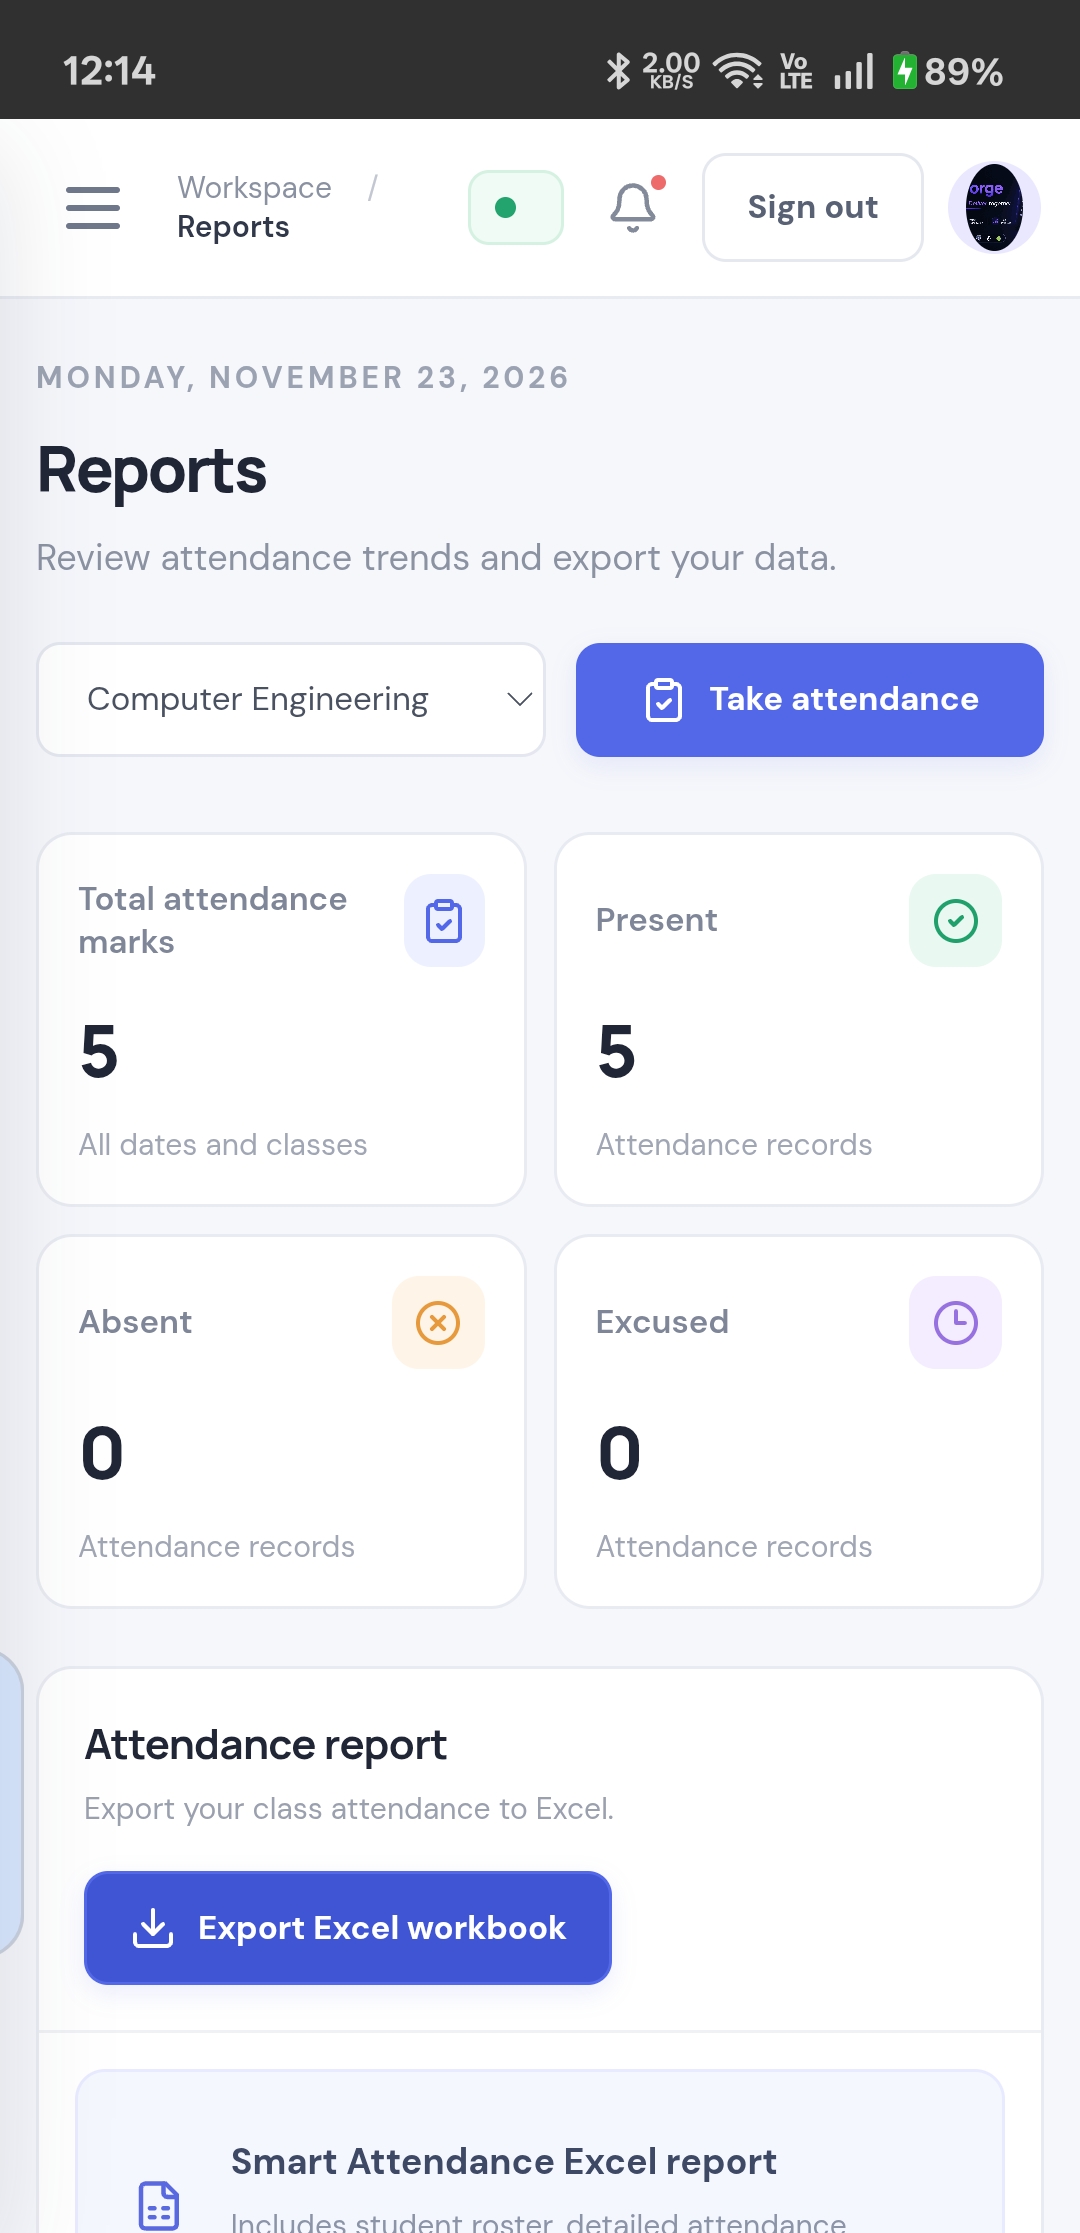 12:14
2.00
KB/S
Vo
LTE
89%
Workspace /
Reports
Sign out
orge
MONDAY, NOVEMBER 23, 2026
Reports
Review attendance trends and export your data.
Computer Engineering
Take attendance
Total attendance
marks
5
All dates and classes
Present
5
Attendance records
Absent
0
Attendance records
Excused
0
Attendance records
Attendance report
Export your class attendance to Excel.
Export Excel workbook
Smart Attendance Excel report
Includes student roster, detailed attendance